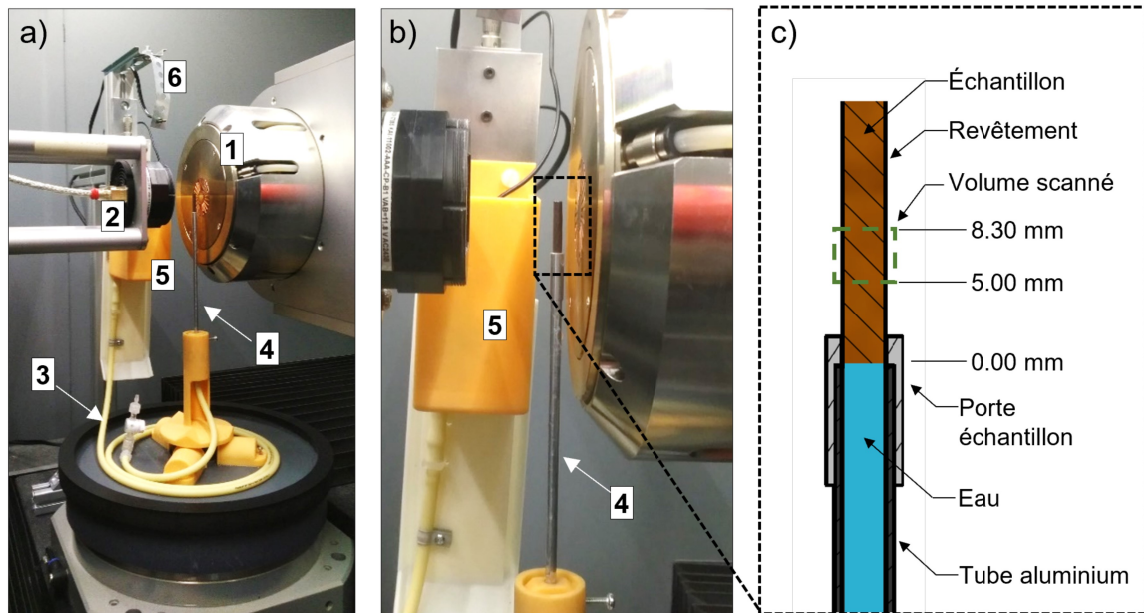 a)
6
1
2
5
4
3
b)
5
4
c)
Échantillon
Revêtement
Volume scanné
8.30 mm
5.00 mm
0.00 mm
Porte
échantillon
Eau
Tube aluminium